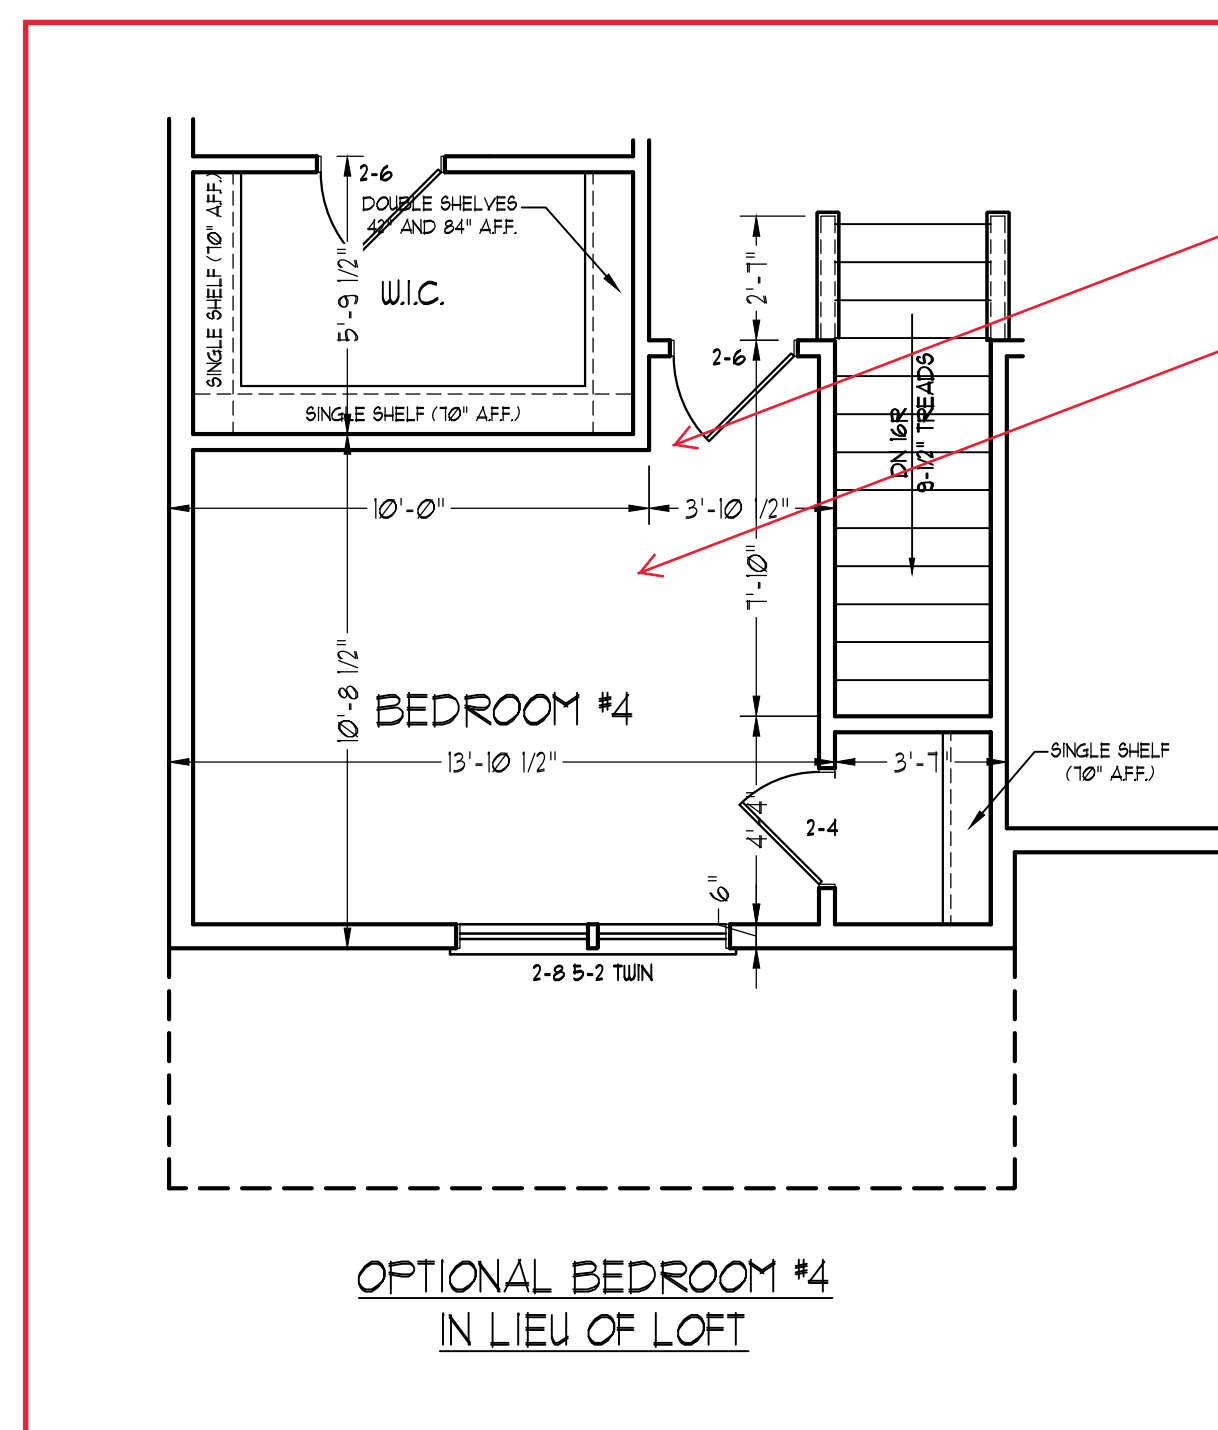 2-6
DOUBLE SHELVES
42" AND 84" A.F.F.
SINGLE SHELF (70" A.F.F.)
5'-9 1/2"
W.I.C.
SINGLE SHELF (70" A.F.F.)
2'-7"
2-6
DN 16R
9-1/2" TREADS
10'-0"
3'-10 1/2"
7'-10"
10'-8 1/2"
BEDROOM #4
13'-10 1/2"
3'-7"
SINGLE SHELF
(70" A.F.F.)
4'-4"
2-4
6"
2-8 5-2 TWIN
OPTIONAL BEDROOM #4
IN LIEU OF LOFT